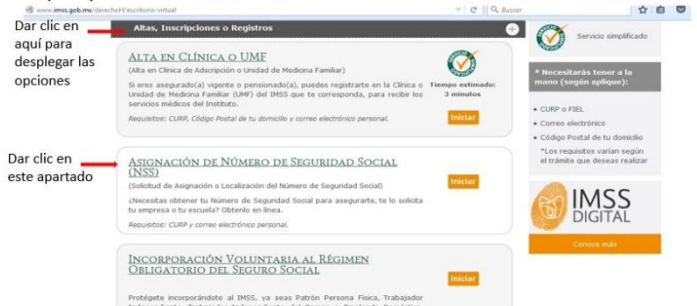 www.imss.gob.mx/derechoH/escritorio-virtual
Buscar
Dar clic en
aquí para
desplegar las
opciones
Altas, Inscripciones o Registros
ALTA EN CLÍNICA O UMF
(Alta en Clínica de Adscripción o Unidad de Medicina Familiar)
Si eres asegurado(a) vigente o pensionado(a), puedes registrarte en la Clínica o
Unidad de Medicina Familiar (UMF) del IMSS que te corresponda, para recibir los
servicios médicos del Instituto.
Requisitos: CURP, Código Postal de tu domicilio y correo electrónico personal.
Tiempo estimado:
3 minutos
Iniciar
Dar clic en
este apartado
ASIGNACIÓN DE NÚMERO DE SEGURIDAD SOCIAL
(NSS)
(Solicitud de Asignación o Localización del Número de Seguridad Social)
¿Necesitas obtener tu Número de Seguridad Social para asegurarte, te lo solicita
tu empresa o tu escuela? Obtenlo en línea.
Requisitos: CURP y correo electrónico personal.
Iniciar
INCORPORACIÓN VOLUNTARIA AL RÉGIMEN
OBLIGATORIO DEL SEGURO SOCIAL
Protégete incorporándote al IMSS, ya seas Patrón Persona Física, Trabajador
Iniciar
Servicio simplificado
* Necesitarás tener a la
mano (según aplique):
• CURP o FIEL
• Correo electrónico
• Código Postal de tu domicilio
*Los requisitos varían según
el trámite que deseas realizar
IMSS
DIGITAL
Conoce más